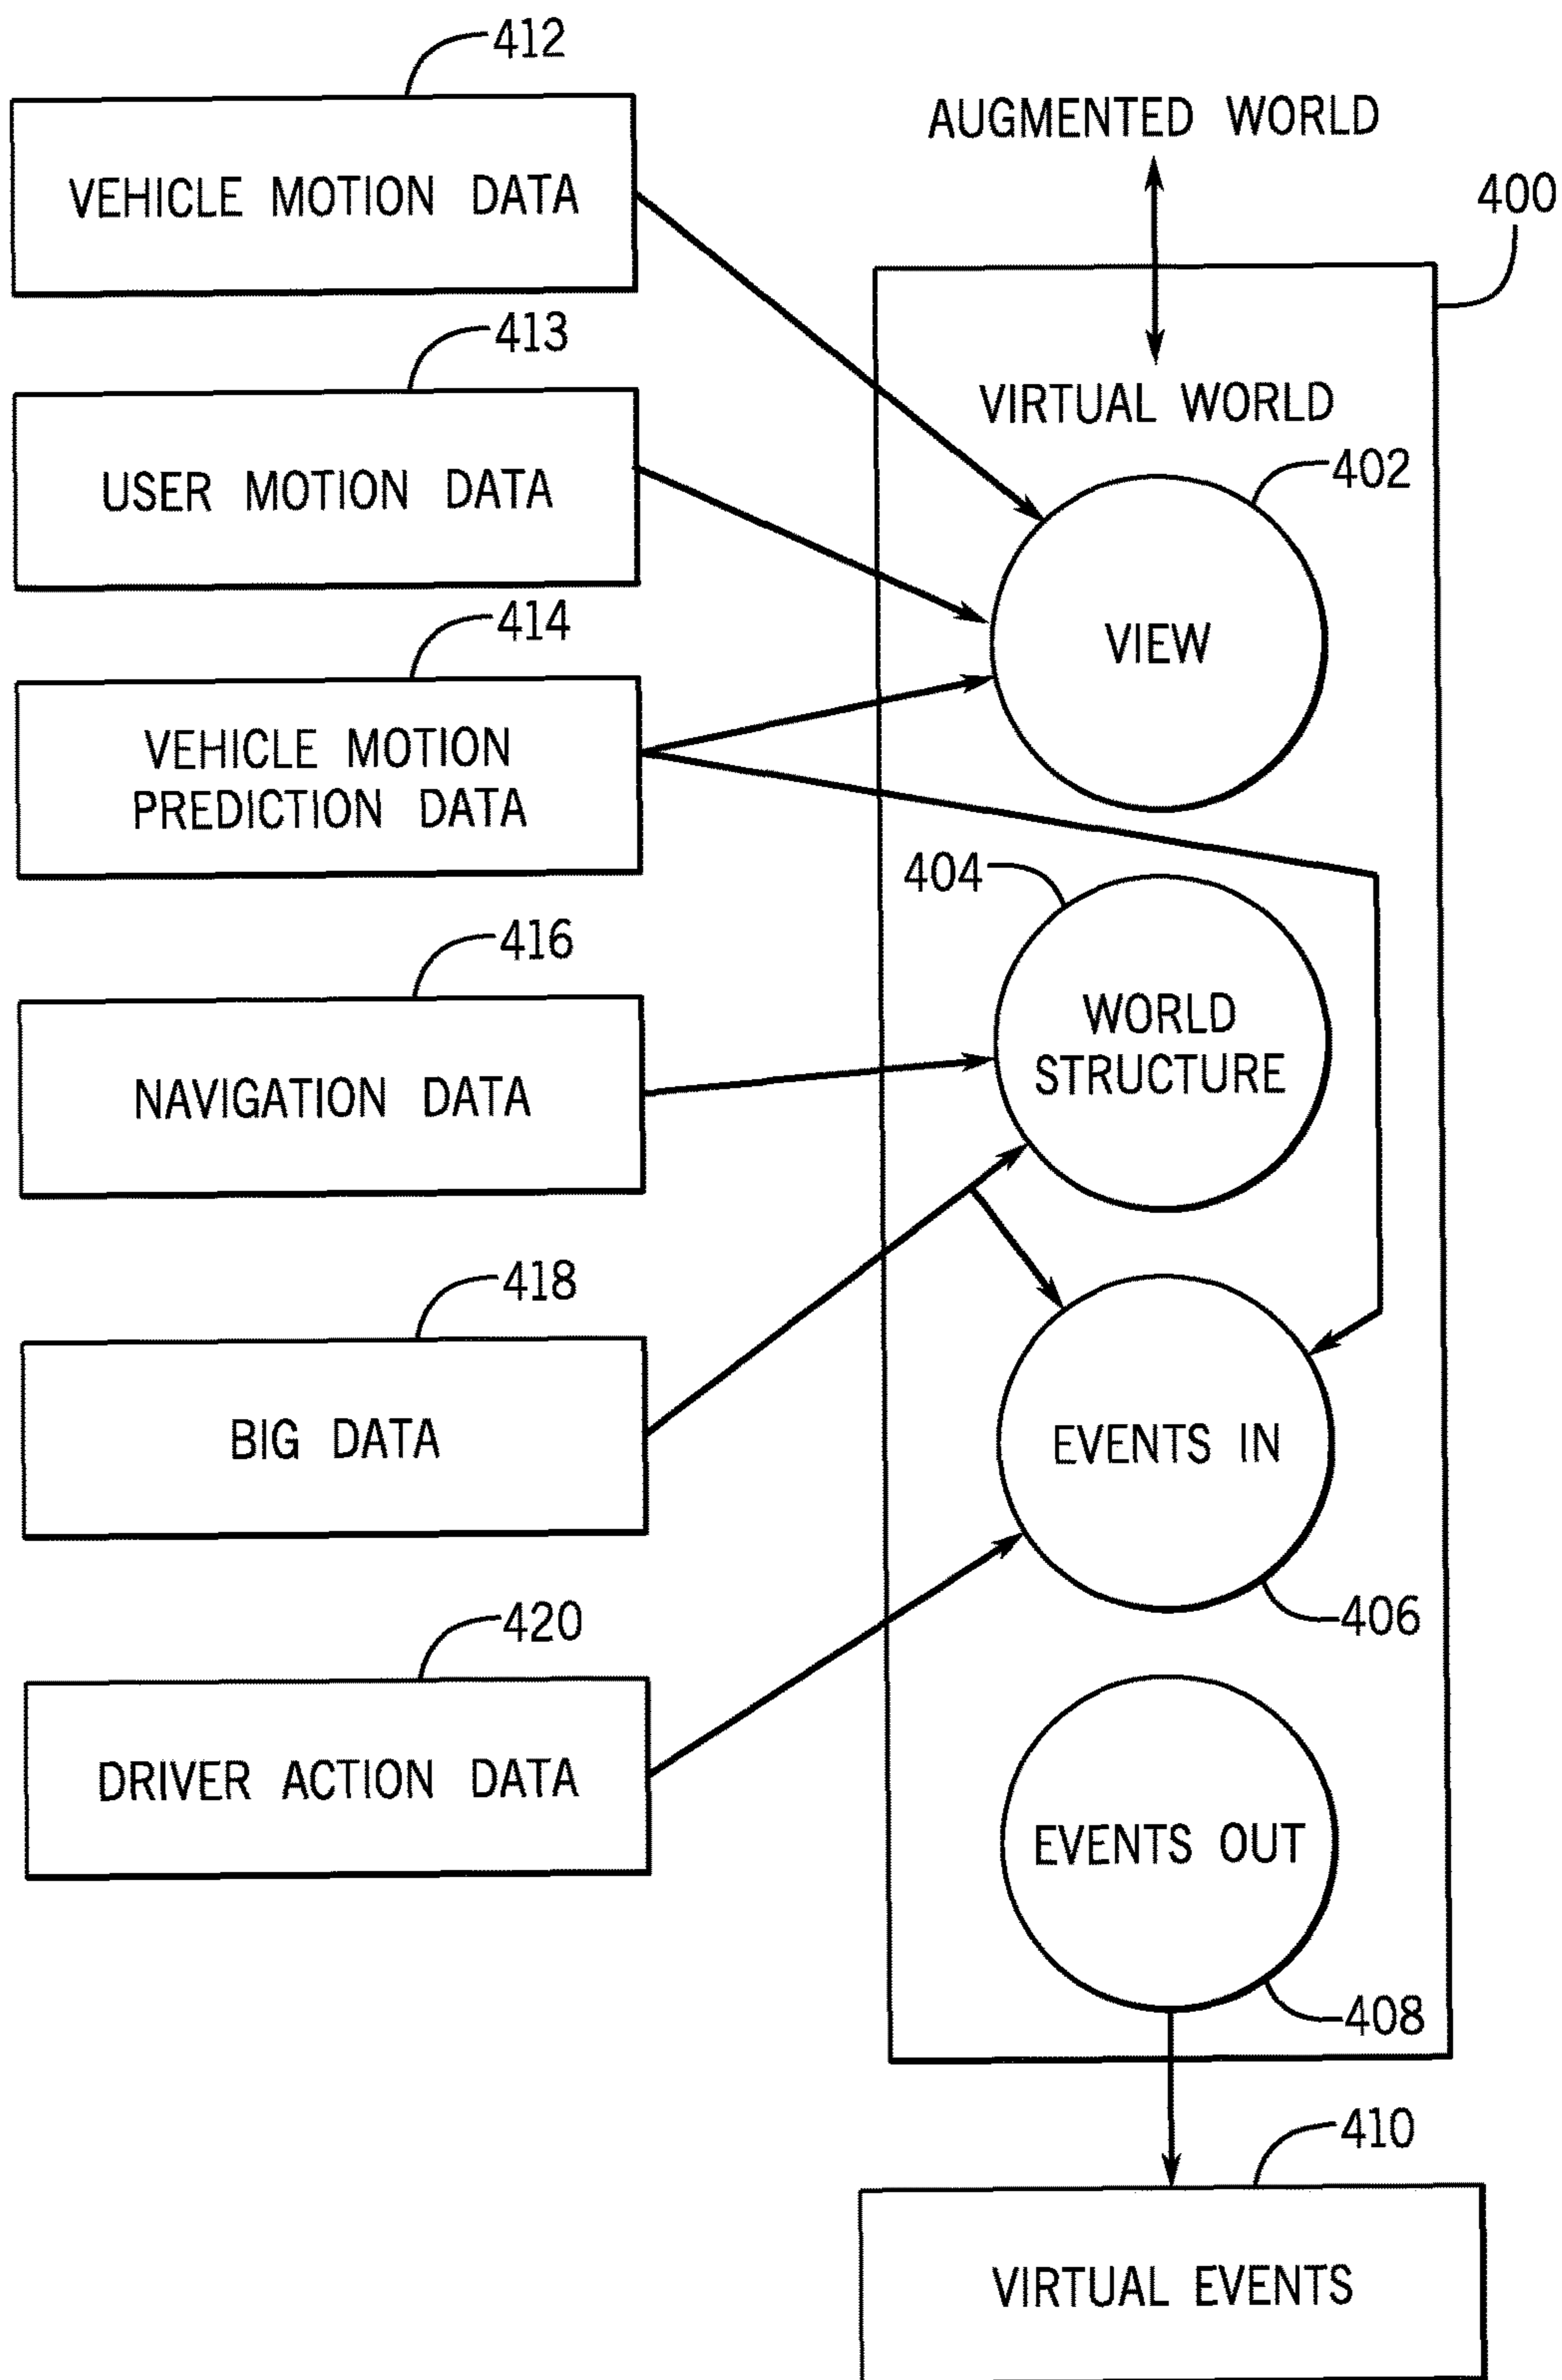 412
VEHICLE MOTION DATA
413
USER MOTION DATA
414
VEHICLE MOTION
PREDICTION DATA
416
NAVIGATION DATA
418
BIG DATA
420
DRIVER ACTION DATA
AUGMENTED WORLD
400
VIRTUAL WORLD
402
VIEW
404
WORLD
STRUCTURE
EVENTS IN
406
EVENTS OUT
408
410
VIRTUAL EVENTS